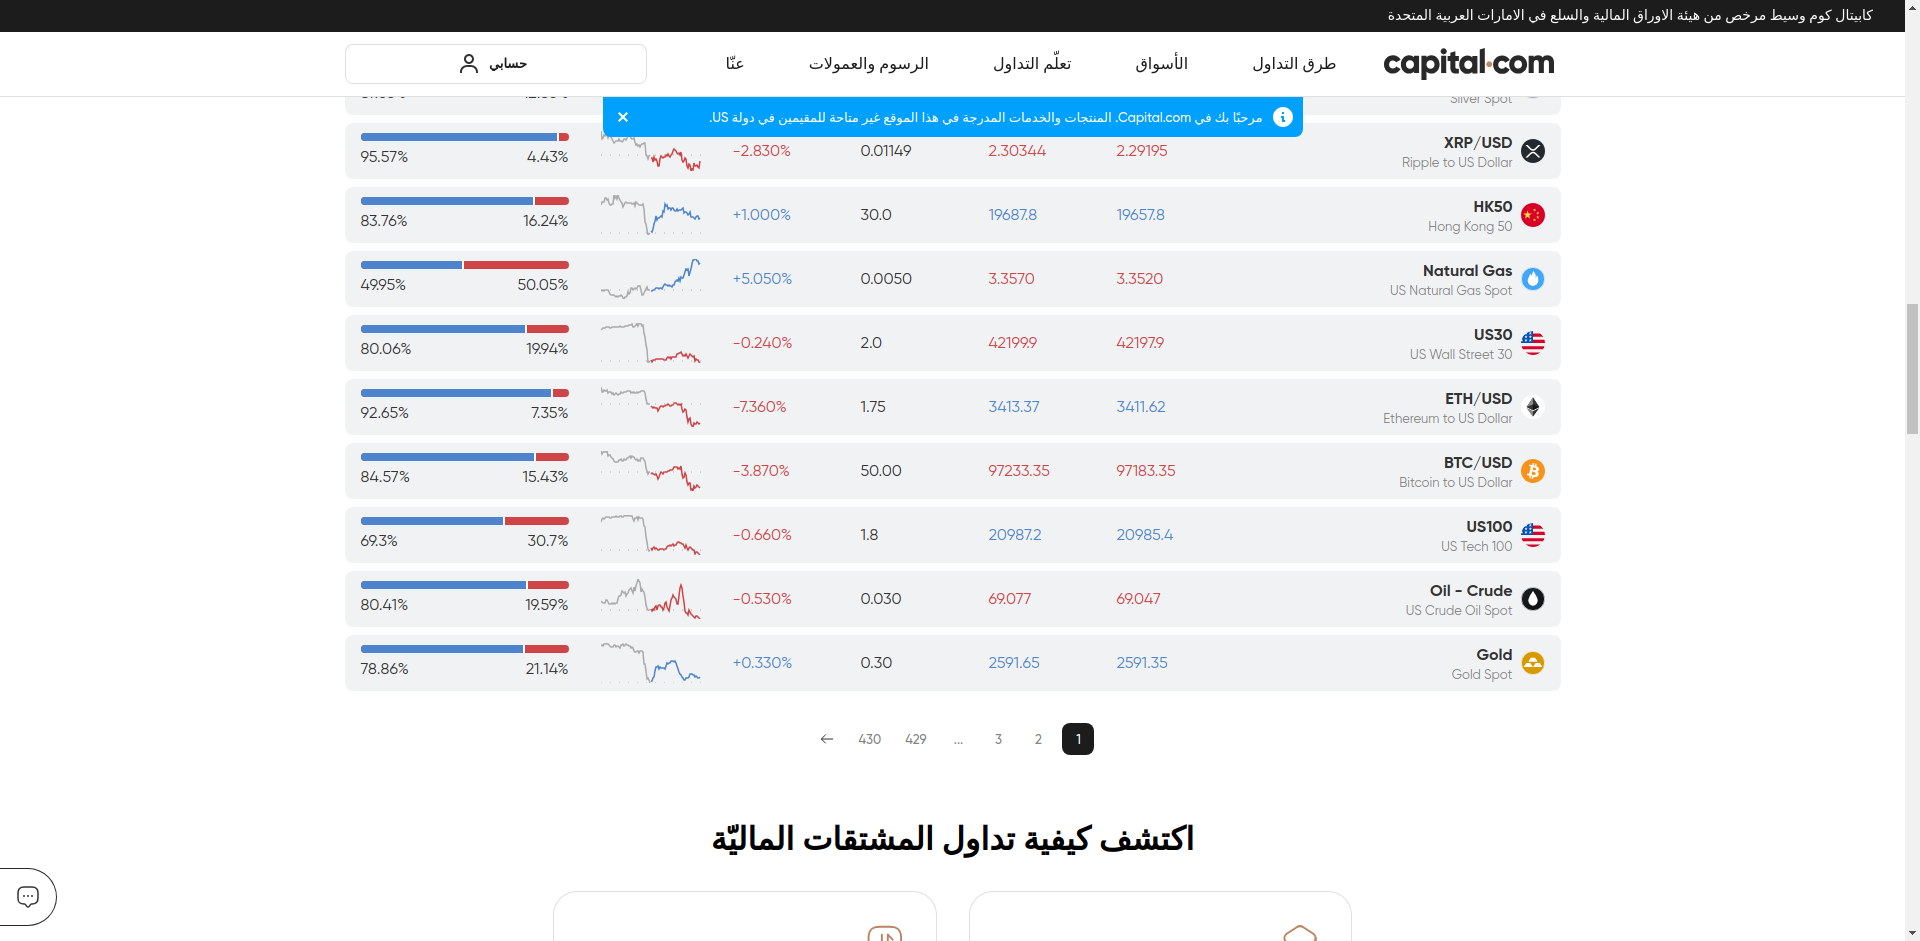 كابيتال كوم وسيط مرخص من هيئة الاوراق المالية والسلع في الامارات العربية المتحدة
capital.com
طرق التداول
الأسواق
تعلّم التداول
الرسوم والعمولات
عنّا
حسابي
مرحبًا بك في Capital.com. المنتجات والخدمات المدرجة في هذا الموقع غير متاحة للمقيمين في دولة US.
Silver Spot
XRP/USD
Ripple to US Dollar
2.29195
2.30344
0.01149
-2.830%
4.43%
95.57%
HK50
Hong Kong 50
19657.8
19687.8
30.0
+1.000%
16.24%
83.76%
Natural Gas
US Natural Gas Spot
3.3520
3.3570
0.0050
+5.050%
50.05%
49.95%
US30
US Wall Street 30
42197.9
42199.9
2.0
-0.240%
19.94%
80.06%
ETH/USD
Ethereum to US Dollar
3411.62
3413.37
1.75
-7.360%
7.35%
92.65%
BTC/USD
Bitcoin to US Dollar
97183.35
97233.35
50.00
-3.870%
15.43%
84.57%
US100
US Tech 100
20985.4
20987.2
1.8
-0.660%
30.7%
69.3%
Oil - Crude
US Crude Oil Spot
69.047
69.077
0.030
-0.530%
19.59%
80.41%
Gold
Gold Spot
2591.35
2591.65
0.30
+0.330%
21.14%
78.86%
1
2
3
...
429
430
اكتشف كيفية تداول المشتقات الماليّة